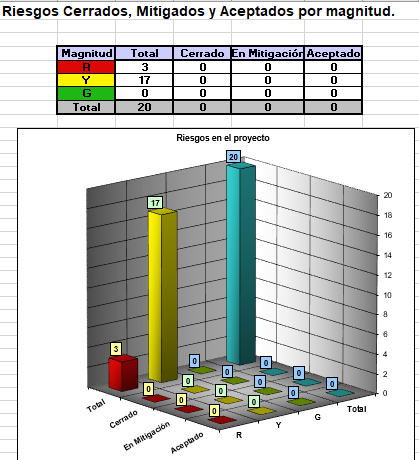 Riesgos Cerrados, Mitigados y Aceptados por magnitud.
Magnitud Total Cerrado En Mitigación Aceptado
R 3 0 0 0
Y 17 0 0 0
G 0 0 0 0
Total 20 0 0 0
Riesgos en el proyecto
20
17
3
0
0
0
0
0
0
0
0
0
0
0
0
0
20
18
16
14
12
10
8
6
4
2
0
Total
Cerrado
En Mitigación
Aceptado
R
Y
G
Total